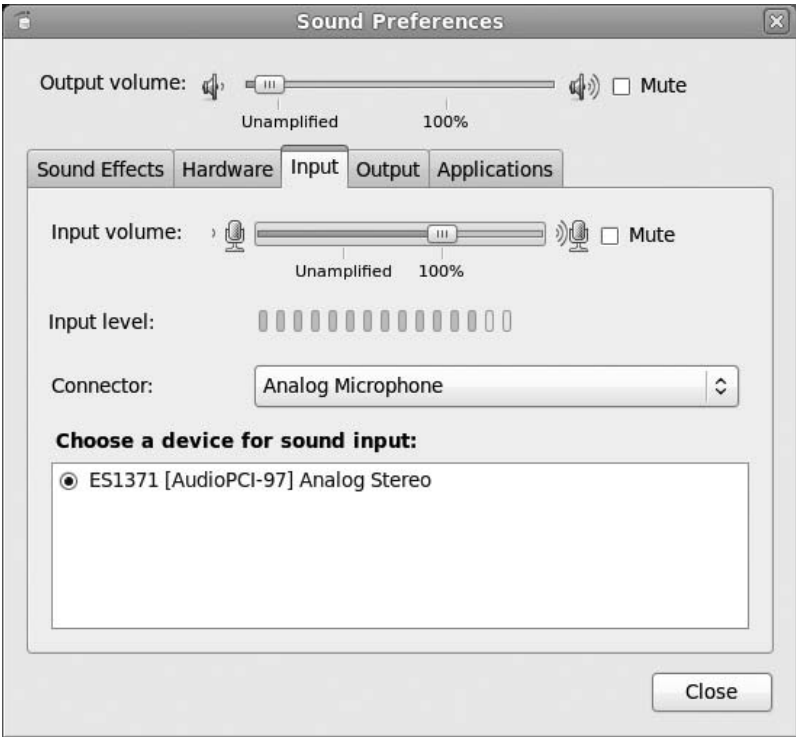 Sound Preferences
Output volume: Mute
Unamplified 100%
Sound Effects Hardware Input Output Applications
Input volume: Mute
Unamplified 100%
Input level:
Connector: Analog Microphone
Choose a device for sound input:
ES1371 [AudioPCI-97] Analog Stereo
Close